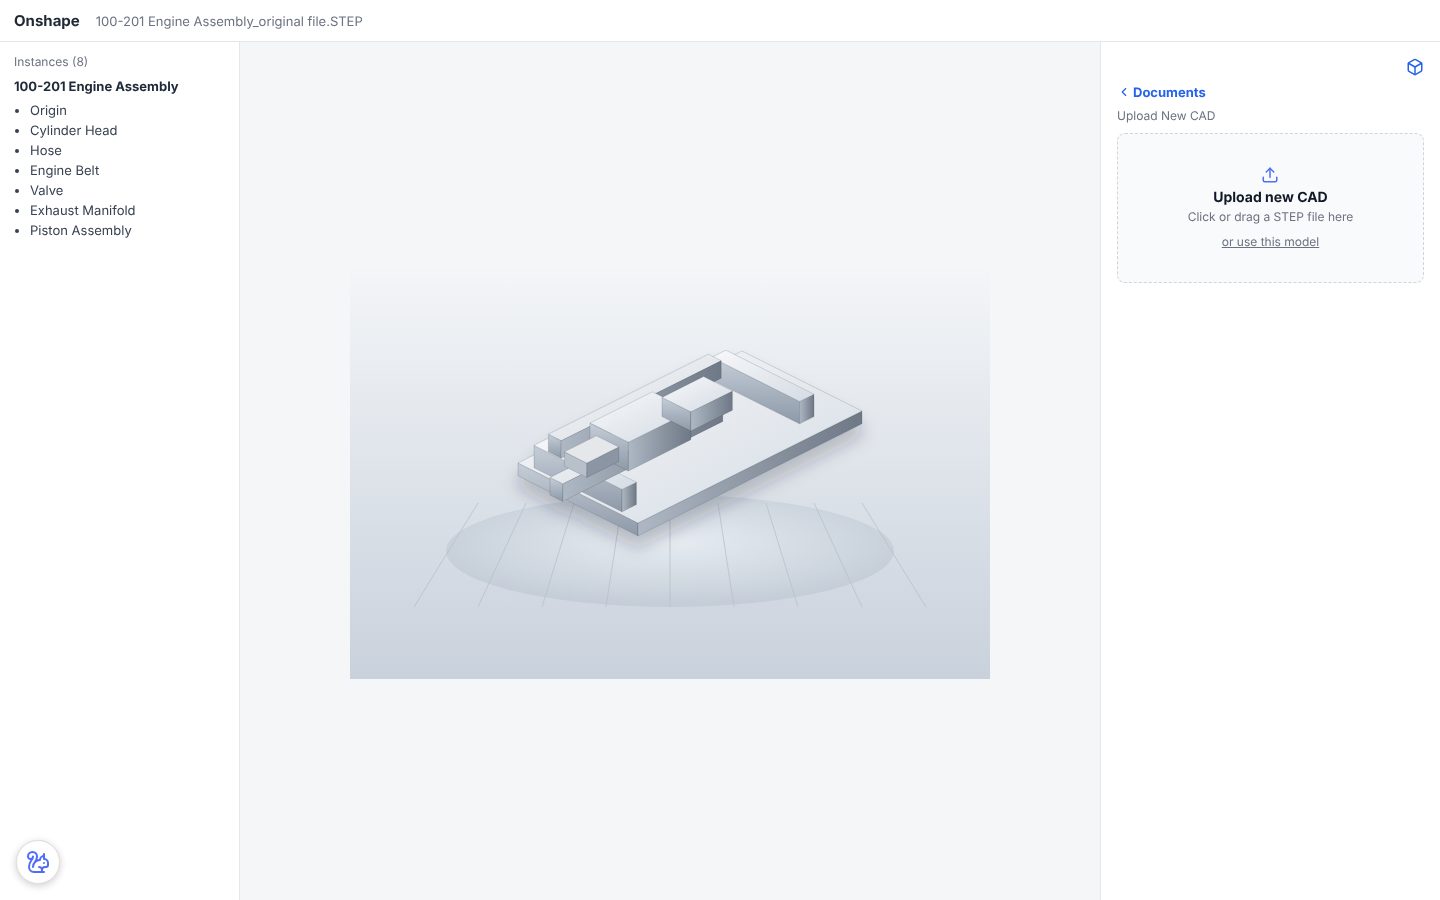 Onshape 100-201 Engine Assembly_original file.STEP
Instances (8)
100-201 Engine Assembly
Origin
Cylinder Head
Hose
Engine Belt
Valve
Exhaust Manifold
Piston Assembly
Documents
Upload New CAD
Upload new CAD
Click or drag a STEP file here
or use this model